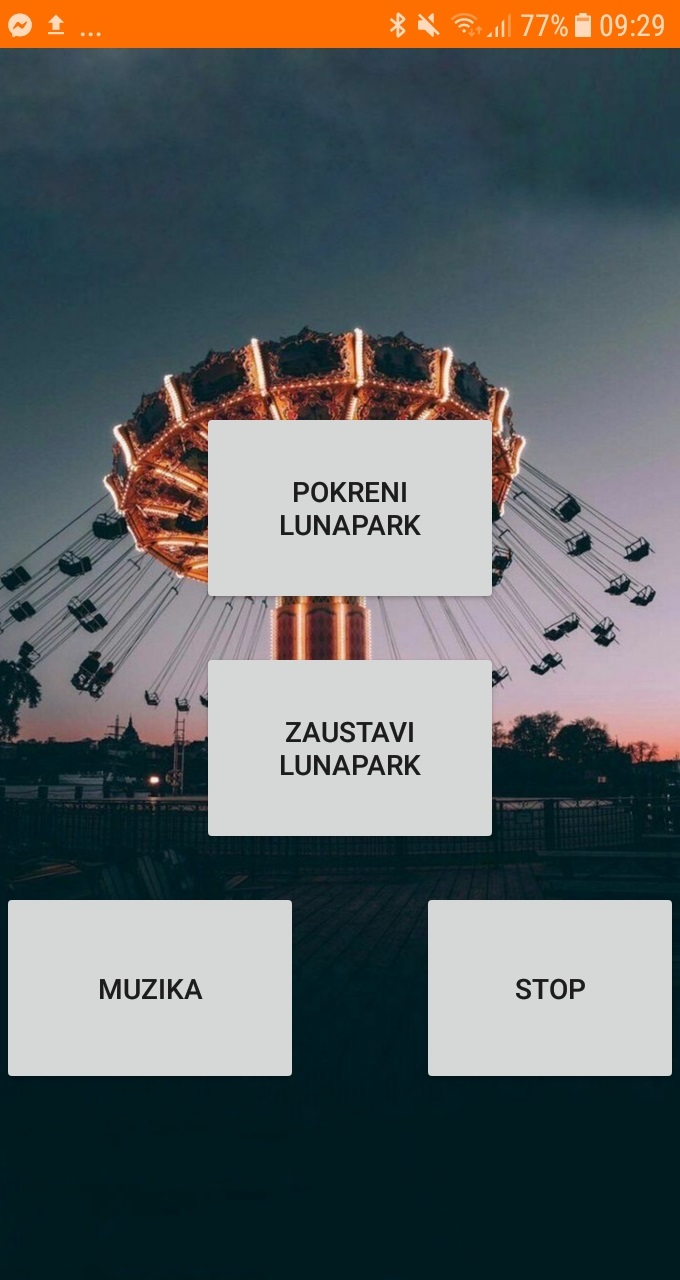 ... 77% 09:29
POKRENI
LUNAPARK
ZAUSTAVI
LUNAPARK
MUZIKA
STOP